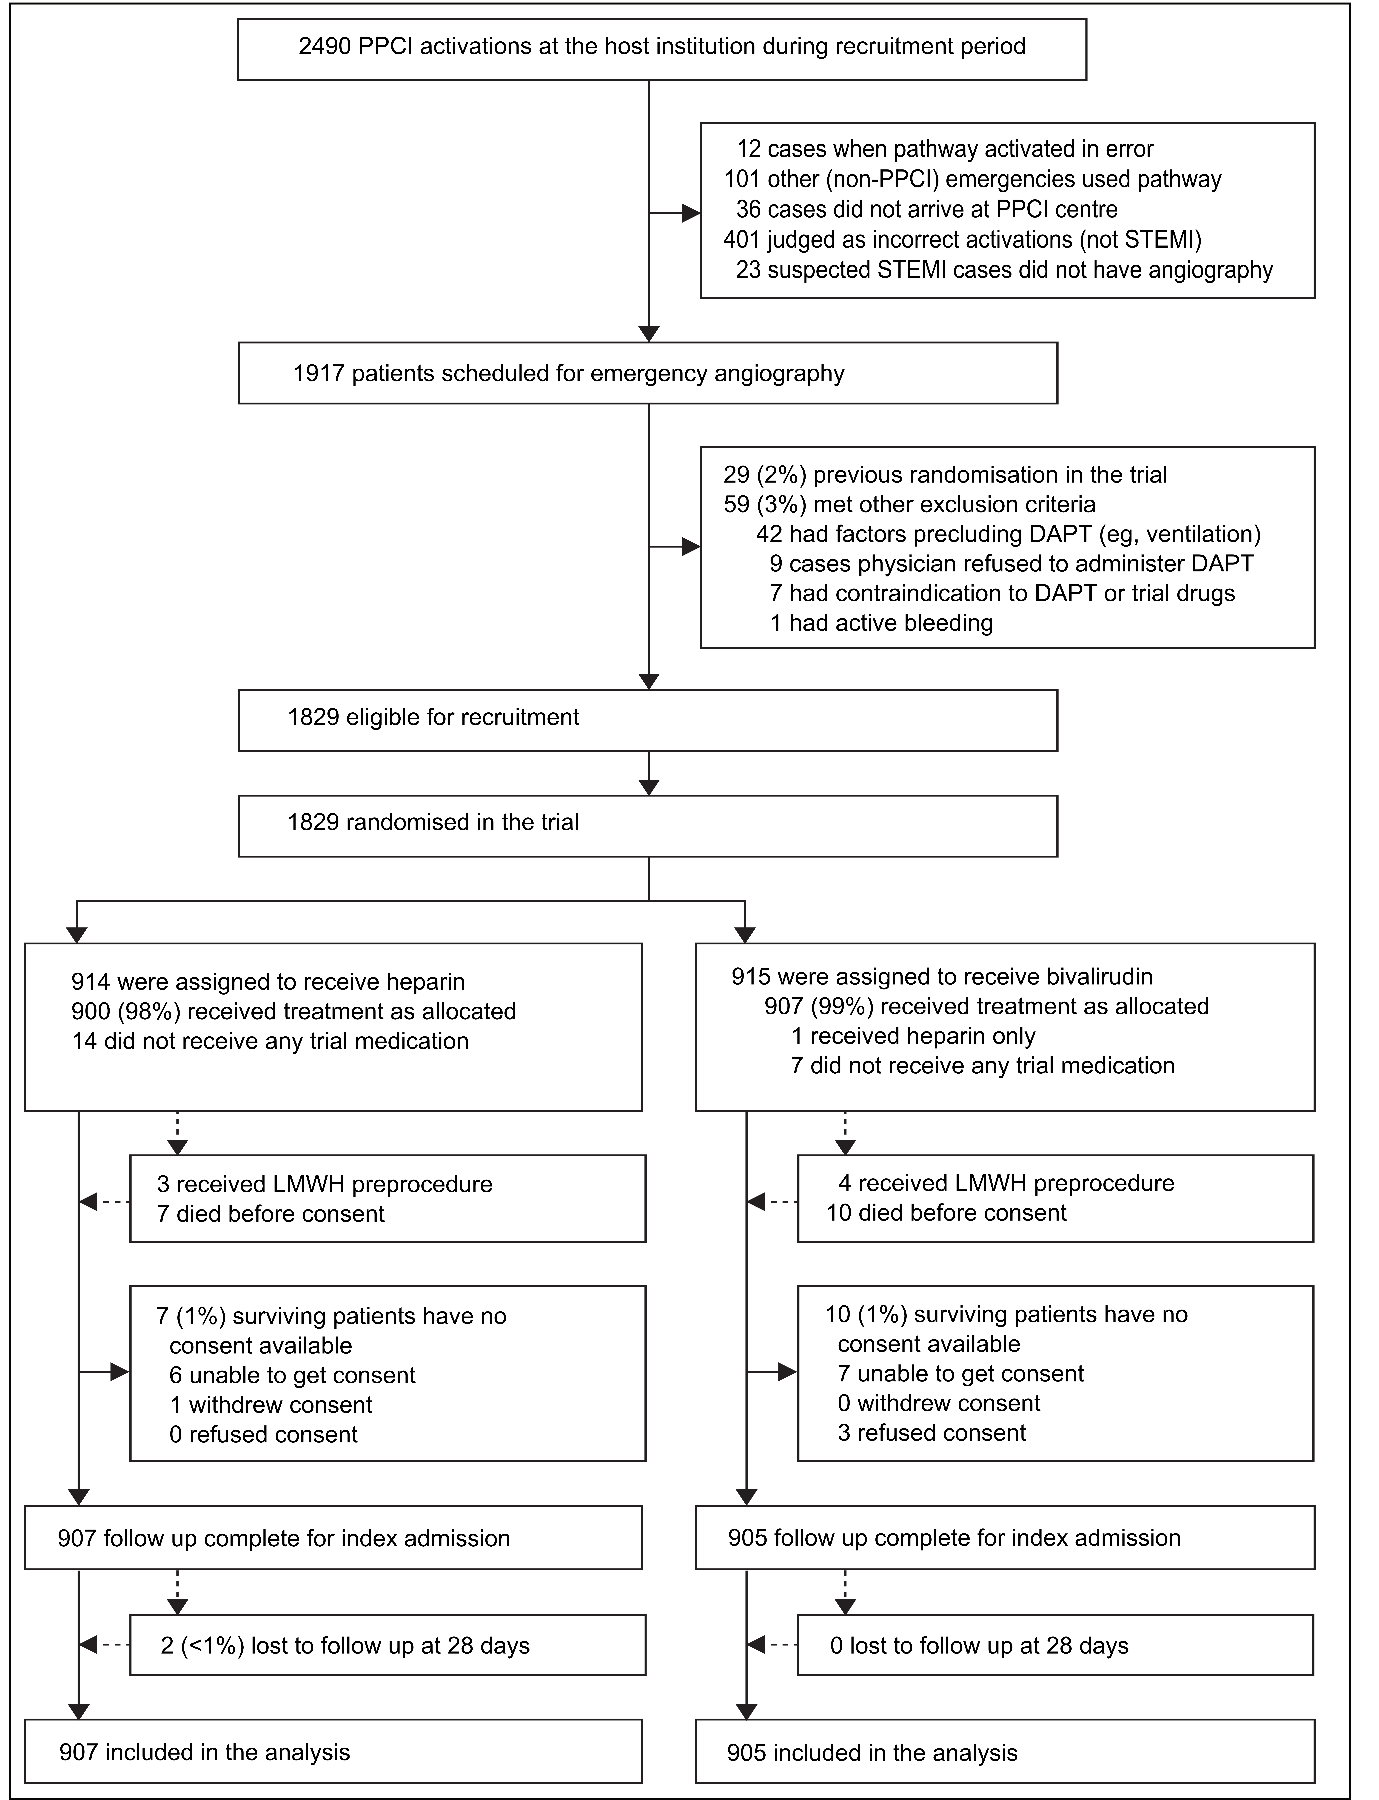 2490 PPCI activations at the host institution during recruitment period
12 cases when pathway activated in error
101 other (non-PPCI) emergencies used pathway
36 cases did not arrive at PPCI centre
401 judged as incorrect activations (not STEMI)
23 suspected STEMI cases did not have angiography
1917 patients scheduled for emergency angiography
29 (2%) previous randomisation in the trial
59 (3%) met other exclusion criteria
42 had factors precluding DAPT (eg, ventilation)
9 cases physician refused to administer DAPT
7 had contraindication to DAPT or trial drugs
1 had active bleeding
1829 eligible for recruitment
1829 randomised in the trial
914 were assigned to receive heparin
900 (98%) received treatment as allocated
14 did not receive any trial medication
915 were assigned to receive bivalirudin
907 (99%) received treatment as allocated
1 received heparin only
7 did not receive any trial medication
3 received LMWH preprocedure
7 died before consent
4 received LMWH preprocedure
10 died before consent
7 (1%) surviving patients have no
consent available
6 unable to get consent
1 withdrew consent
0 refused consent
10 (1%) surviving patients have no
consent available
7 unable to get consent
0 withdrew consent
3 refused consent
907 follow up complete for index admission
905 follow up complete for index admission
2 (<1%) lost to follow up at 28 days
0 lost to follow up at 28 days
907 included in the analysis
905 included in the analysis